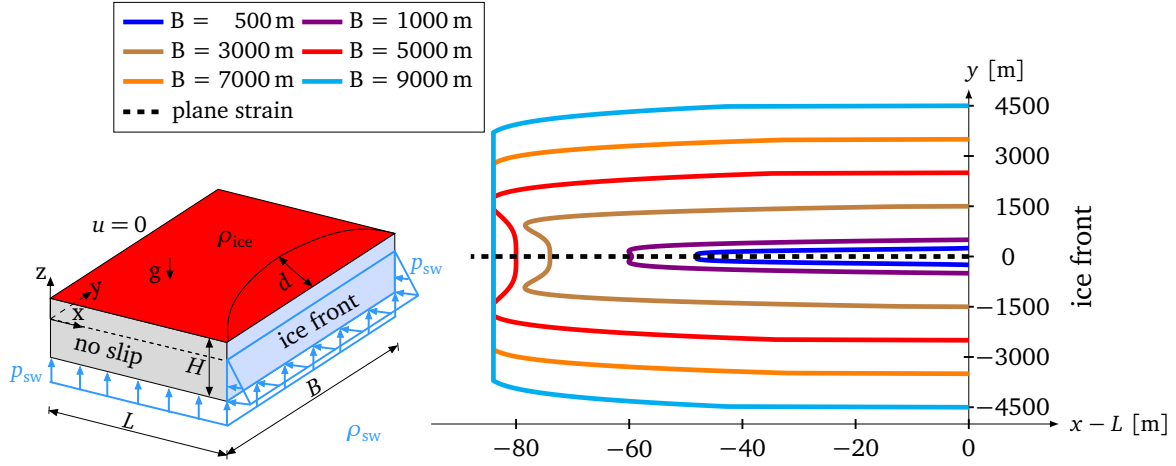 B = 500 m B = 1000 m
B = 3000 m B = 5000 m
B = 7000 m B = 9000 m
plane strain
y [m]
4500
3000
1500
0
−1500
−3000
−4500
ice front
−80 −60 −40 −20 0
x − L [m]
u = 0
ρice
g
d
psw
z
y
x
no slip
H
ice front
psw
L
B
ρsw